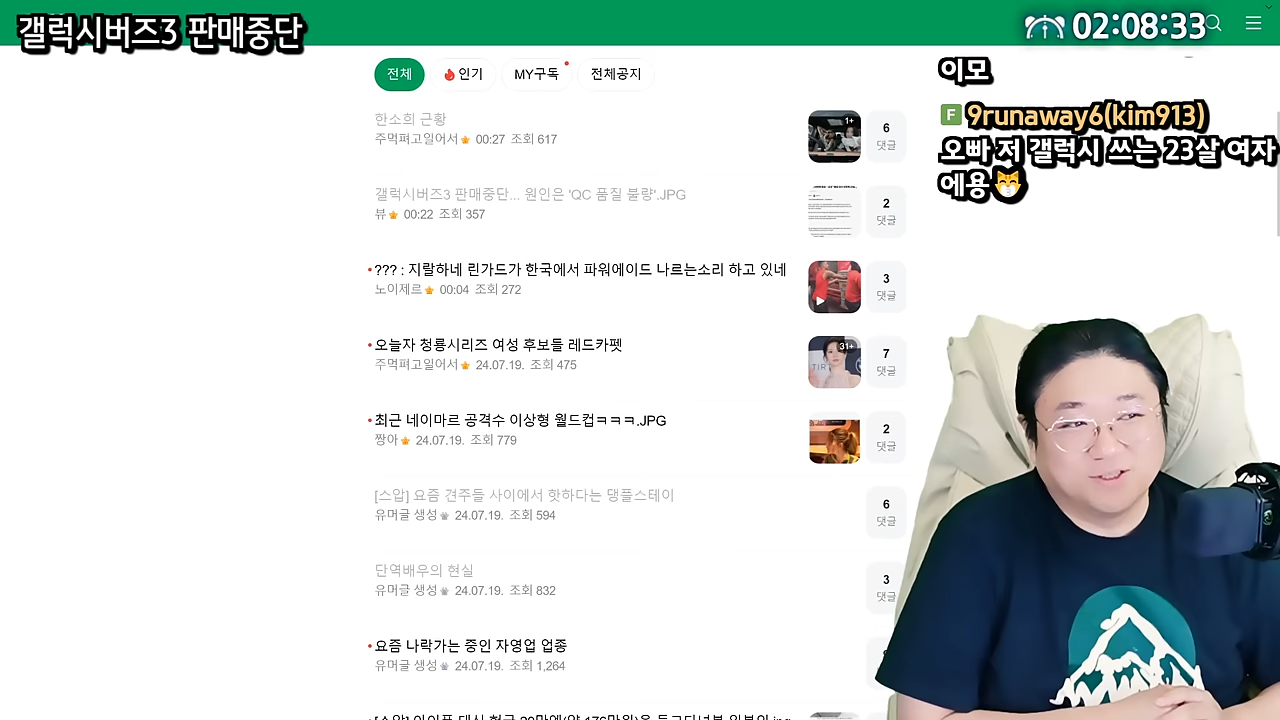 갤럭시버즈3 판매중단
02:08:33
전체
인기
MY구독
전체공지
이모
F 9runaway6(kim913)
오빠 저 갤럭시 쓰는 23살 여자
에용
한소희 근황
주먹펴고일어서 00:27 조회 617
1+
6
댓글
갤럭시버즈3 판매중단... 원인은 'QC 품질 불량'.JPG
뮤 00:22 조회 357
2
댓글
??? : 지랄하네 린가드가 한국에서 파워에이드 나르는소리 하고 있네
노이제르 00:04 조회 272
3
댓글
오늘자 청룡시리즈 여성 후보들 레드카펫
주먹펴고일어서 24.07.19. 조회 475
31+
7
댓글
최근 네이마르 공격수 이상형 월드컵ㅋㅋㅋ.JPG
쨩아 24.07.19. 조회 779
2
댓글
[스압] 요즘 견주들 사이에서 핫하다는 댕플스테이
유머글 생성 24.07.19. 조회 594
6
댓글
단역배우의 현실
유머글 생성 24.07.19. 조회 832
3
댓글
요즘 나락가는 중인 자영업 업종
유머글 생성 24.07.19. 조회 1,264